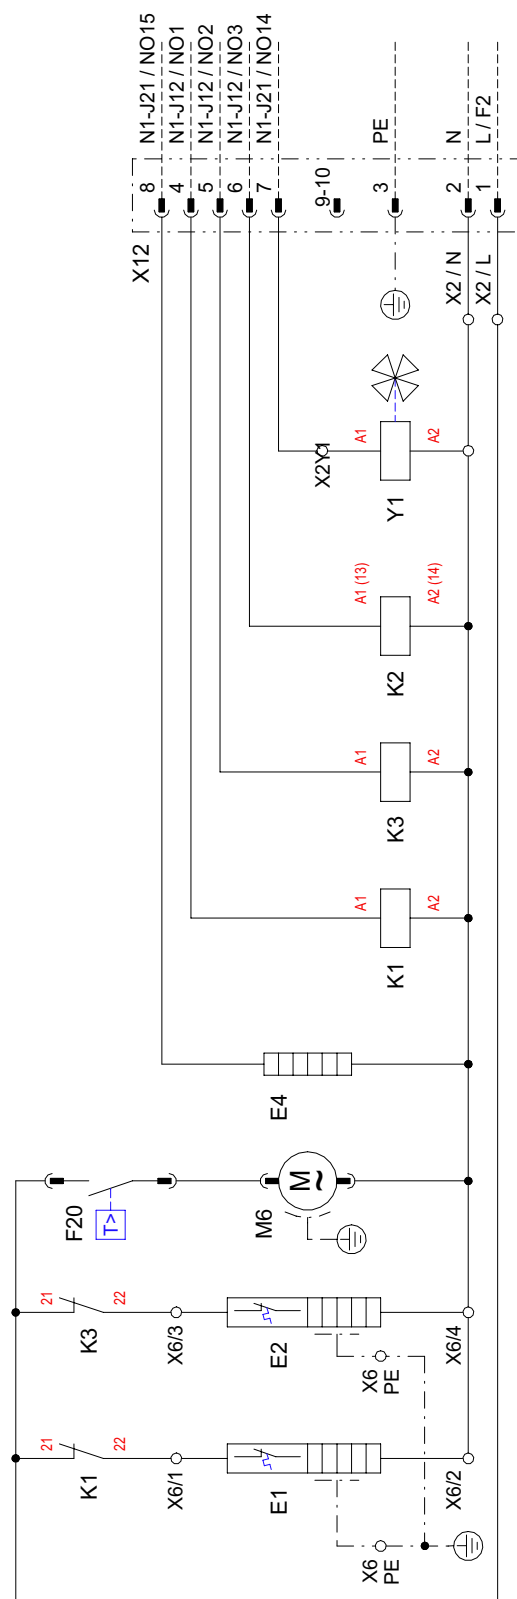 N1-J21 / NO15
N1-J12 / NO1
N1-J12 / NO2
N1-J12 / NO3
N1-J21 / NO14
PE
N
L / F2
8
4
5
6
7
9-10
3
2
1
X12
X2 / N
X2 / L
X2Y1
A1
A2
Y1
A1 (13)
A2 (14)
K2
A1
A2
K3
A1
A2
K1
E4
F20
T>
M6
M
~
21
22
K3
X6/3
E2
X6
PE
X6/4
21
22
K1
X6/1
E1
X6
PE
X6/2